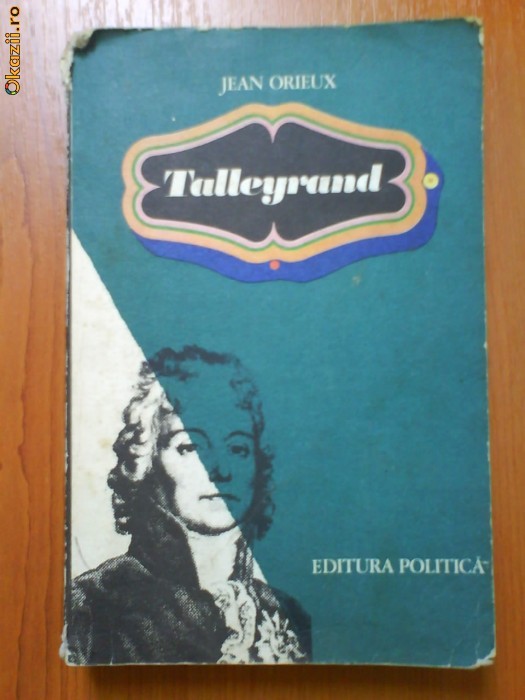 Okazii.ro
JEAN ORIEUX
Talleyrand
EDITURA POLITICĂ